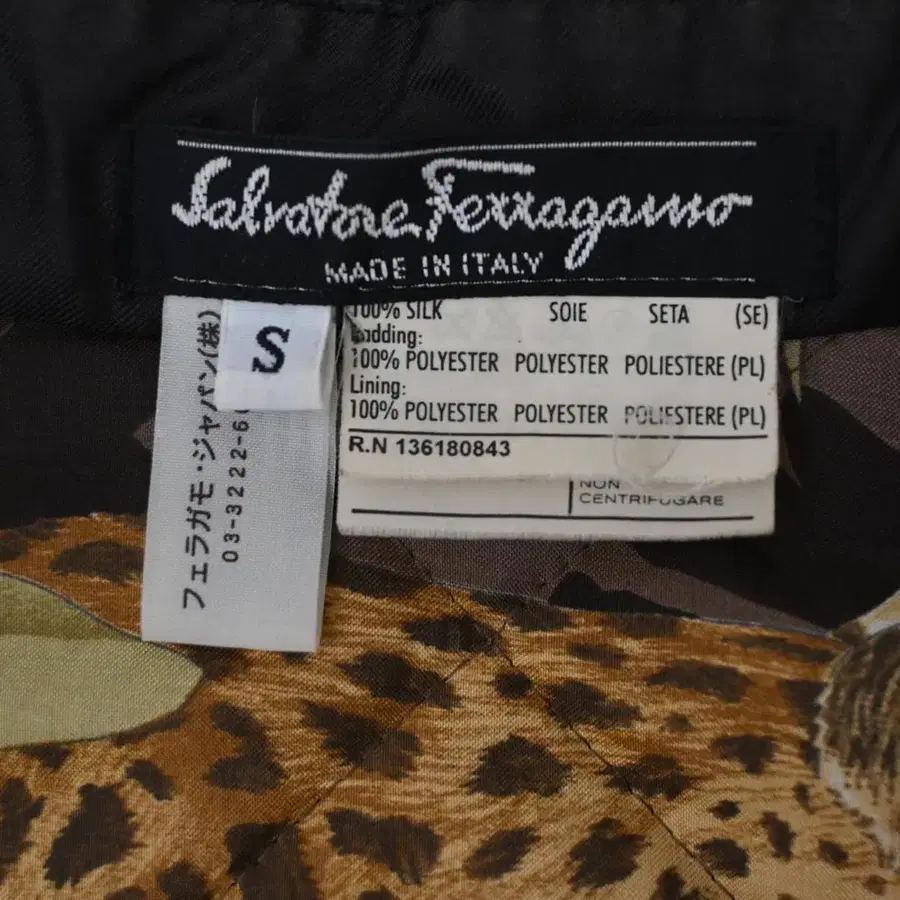 Salvatore Ferragamo
MADE IN ITALY
S
フェラガモ・ジャパン(株)
03-3222-6
100% SILK SOIE SETA (SE)
Padding:
100% POLYESTER POLYESTER POLIESTERE (PL)
Lining:
100% POLYESTER POLYESTER POLIESTERE (PL)
R.N 136180843
NON
CENTRIFUGARE